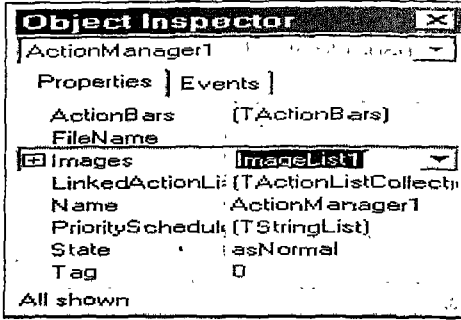 Object Inspector
ActionManager1
Properties Events
ActionBars (TActionBars)
FileName
Images ImageList1
LinkedActionLi (TActionListCollecti
Name ActionManager1
PrioritySchedul (TStringList)
State asNormal
Tag 0
All shown